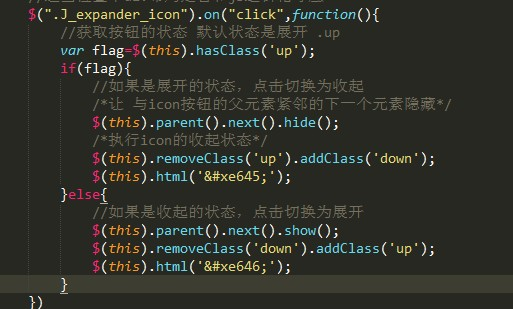 $(".J_expander_icon").on("click",function(){
//获取按钮的状态 默认状态是展开 .up
var flag=$(this).hasClass('up');
if(flag){
//如果是展开的状态，点击切换为收起
/*让 与icon按钮的父元素紧邻的下一个元素隐藏*/
$(this).parent().next().hide();
/*执行icon的收起状态*/
$(this).removeClass('up').addClass('down');
$(this).html('&#xe645;');
}else{
//如果是收起的状态，点击切换为展开
$(this).parent().next().show();
$(this).removeClass('down').addClass('up');
$(this).html('&#xe646;');
}
})